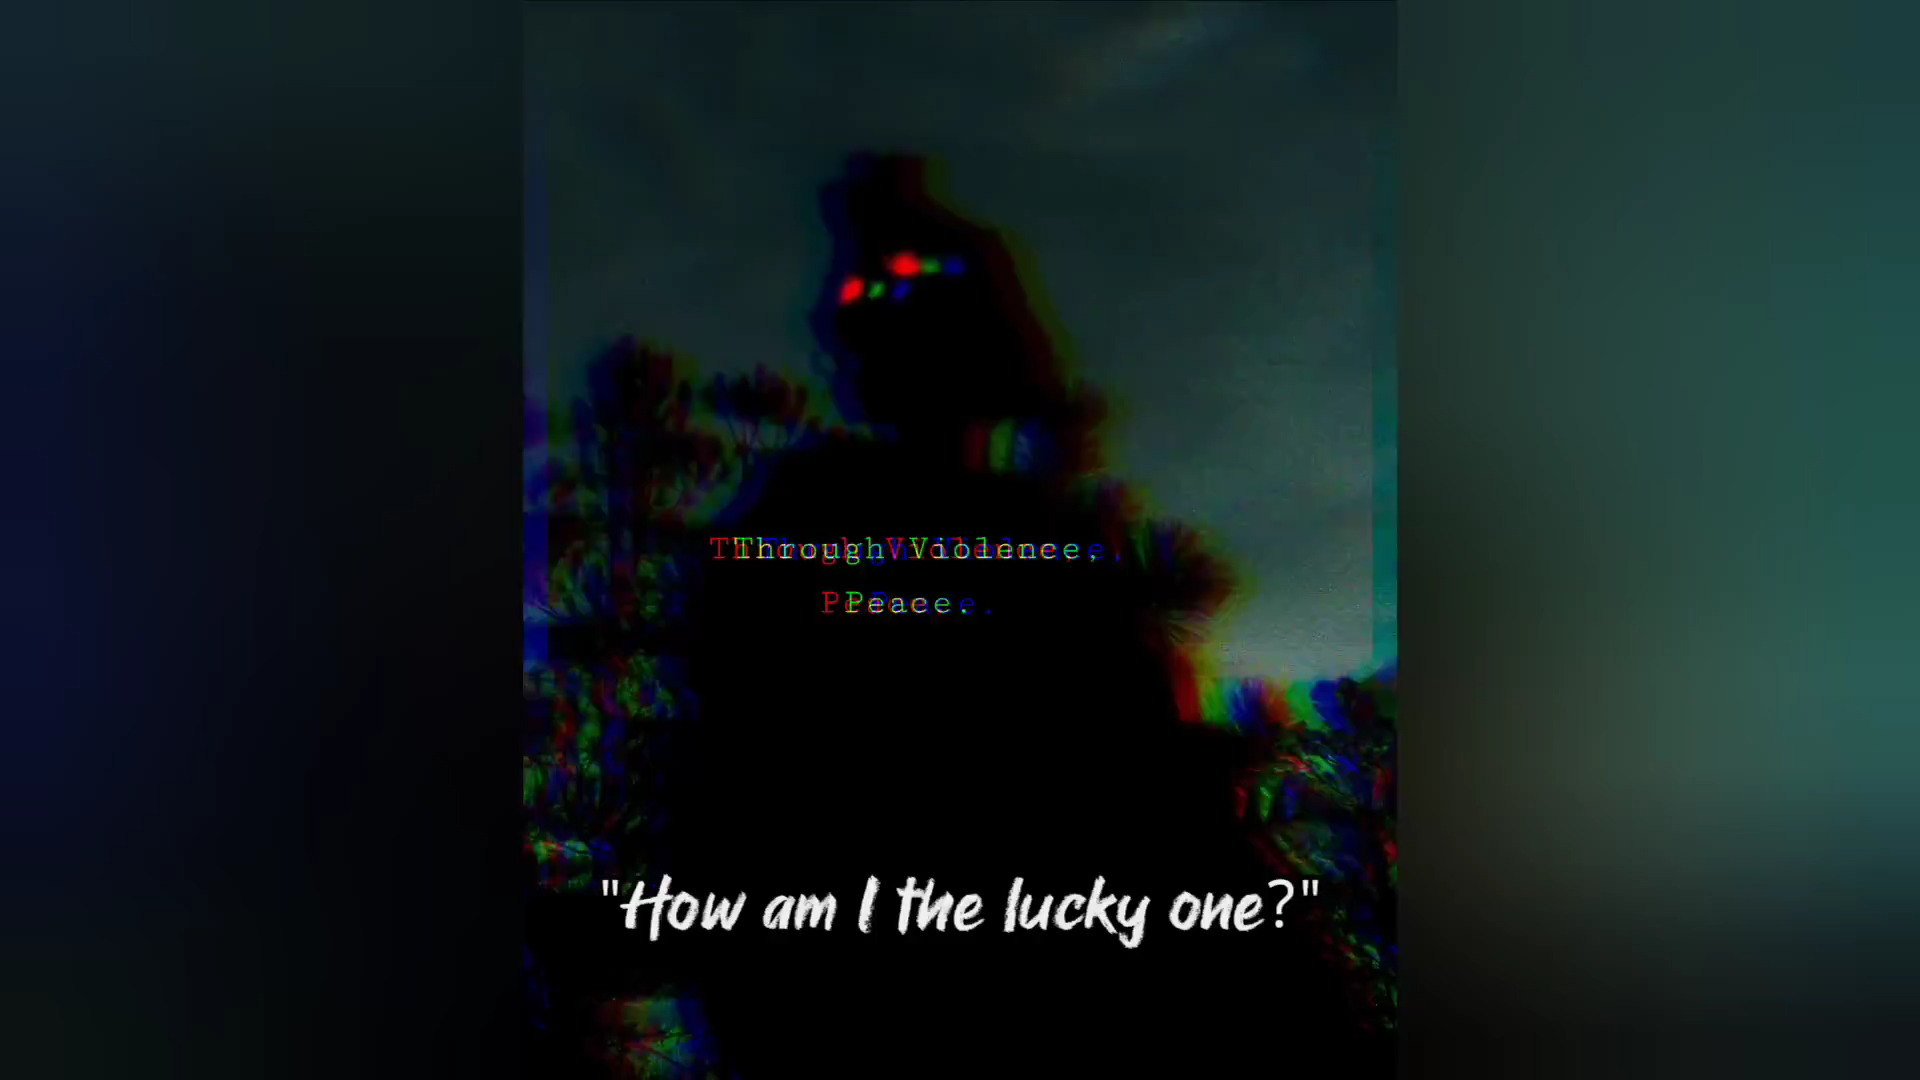 Through Violence,
Peace.
"How am I the lucky one?"